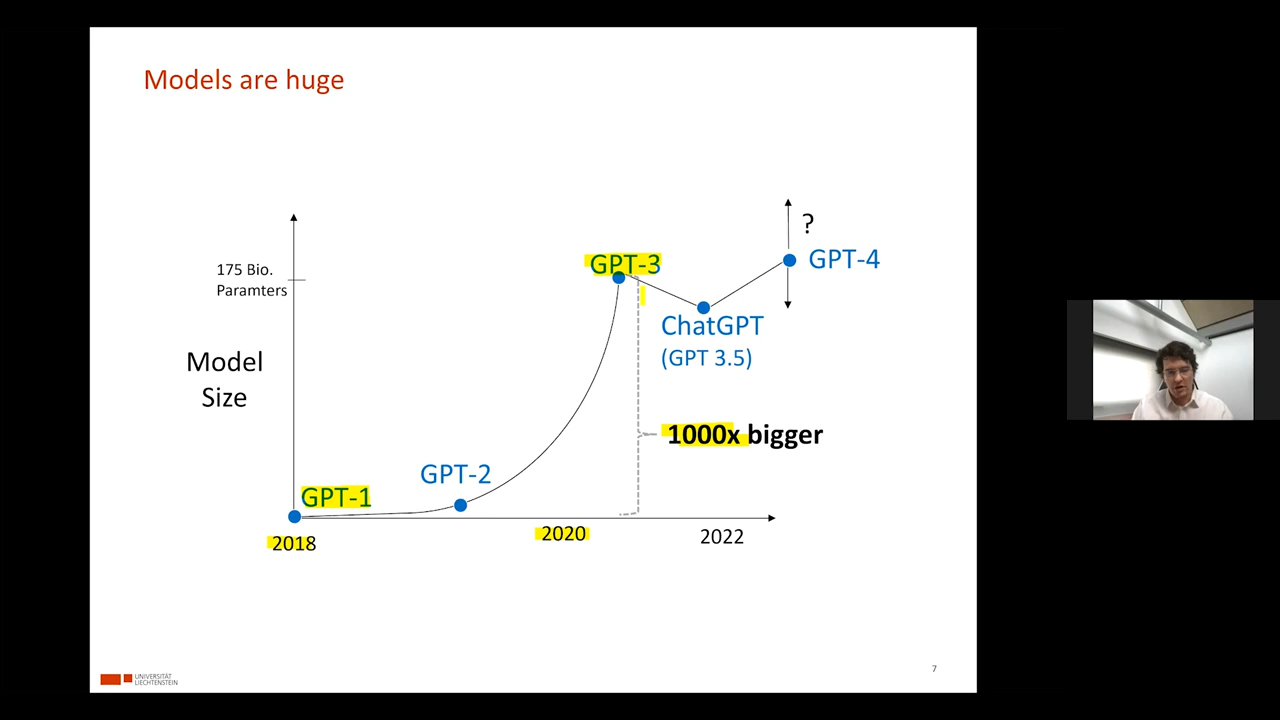 Models are huge
?
GPT-3
GPT-4
175 Bio.
Paramters
ChatGPT
(GPT 3.5)
Model
Size
1000x bigger
GPT-2
GPT-1
2018
2020
2022
7
UNIVERSITÄT
LIECHTENSTEIN